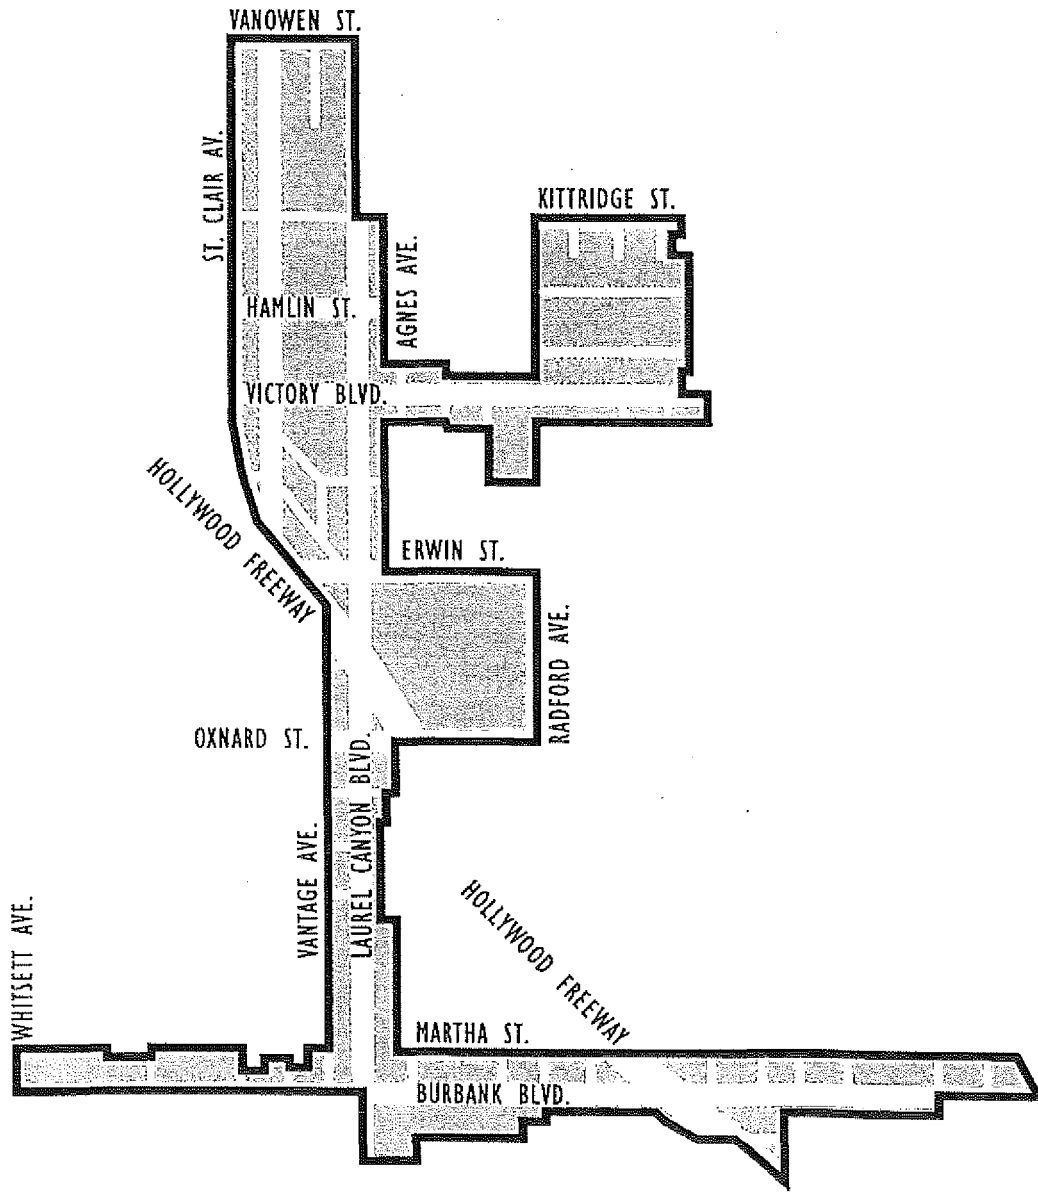 VANOWEN ST.
ST. CLAIR AV.
KITTRIDGE ST.
AGNES AVE.
HAMLIN ST.
VICTORY BLVD.
HOLLYWOOD FREEWAY
ERWIN ST.
RADFORD AVE.
OXNARD ST.
LAUREL CANYON BLVD.
VANTAGE AVE.
WHITSETT AVE.
HOLLYWOOD FREEWAY
MARTHA ST.
BURBANK BLVD.